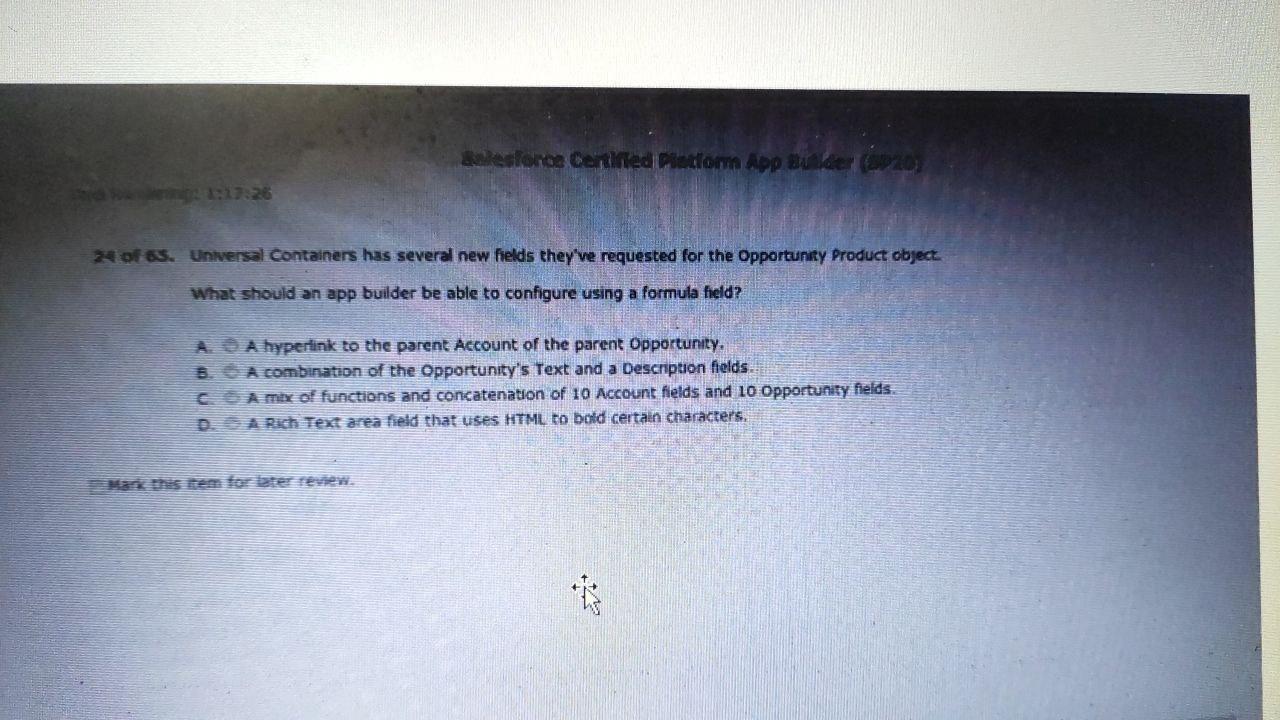 Salesforce Certified Platform App Builder (SP20)
1:17:26
24 of 65. Universal Containers has several new fields they've requested for the Opportunity Product object.
What should an app builder be able to configure using a formula field?
A. A hyperlink to the parent Account of the parent Opportunity.
B. A combination of the Opportunity's Text and a Description fields.
C. A mix of functions and concatenation of 10 Account fields and 10 Opportunity fields.
D. A Rich Text area field that uses HTML to bold certain characters.
Mark this item for later review.